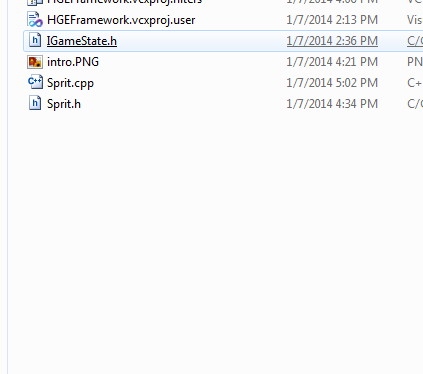 HGEFramework.vcxproj.filters 1/7/2014 4:08 PM VC
HGEFramework.vcxproj.user 1/7/2014 2:13 PM Vis
IGameState.h 1/7/2014 2:36 PM C/C
intro.PNG 1/7/2014 4:21 PM PN
Sprit.cpp 1/7/2014 5:02 PM C+
Sprit.h 1/7/2014 4:34 PM C/C